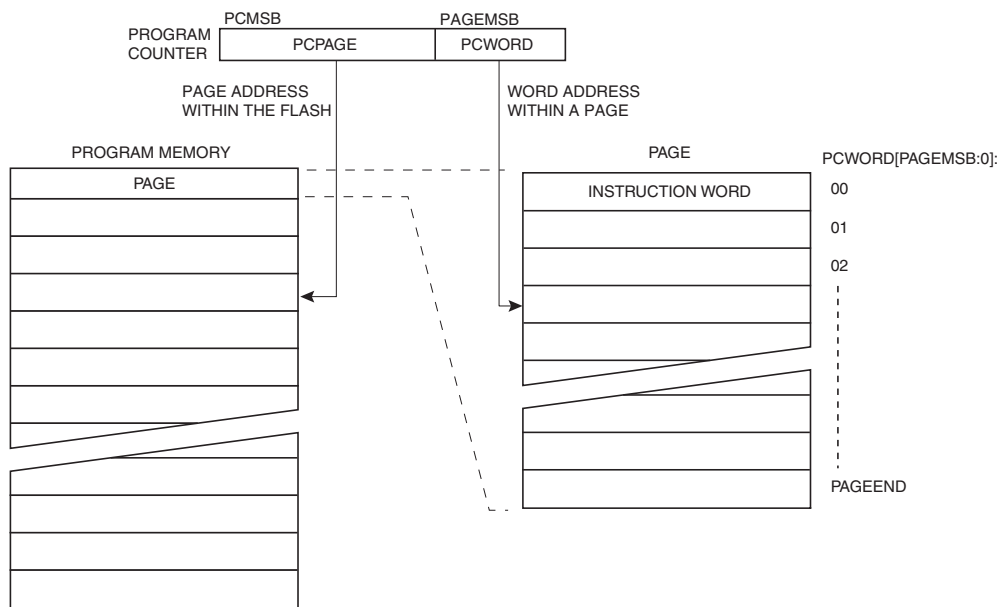 PCMSB
PAGEMSB
PROGRAM
COUNTER
PCPAGE
PCWORD
PAGE ADDRESS
WITHIN THE FLASH
WORD ADDRESS
WITHIN A PAGE
PROGRAM MEMORY
PAGE
PAGE
INSTRUCTION WORD
PCWORD[PAGEMSB:0]:
00
01
02
PAGEEND